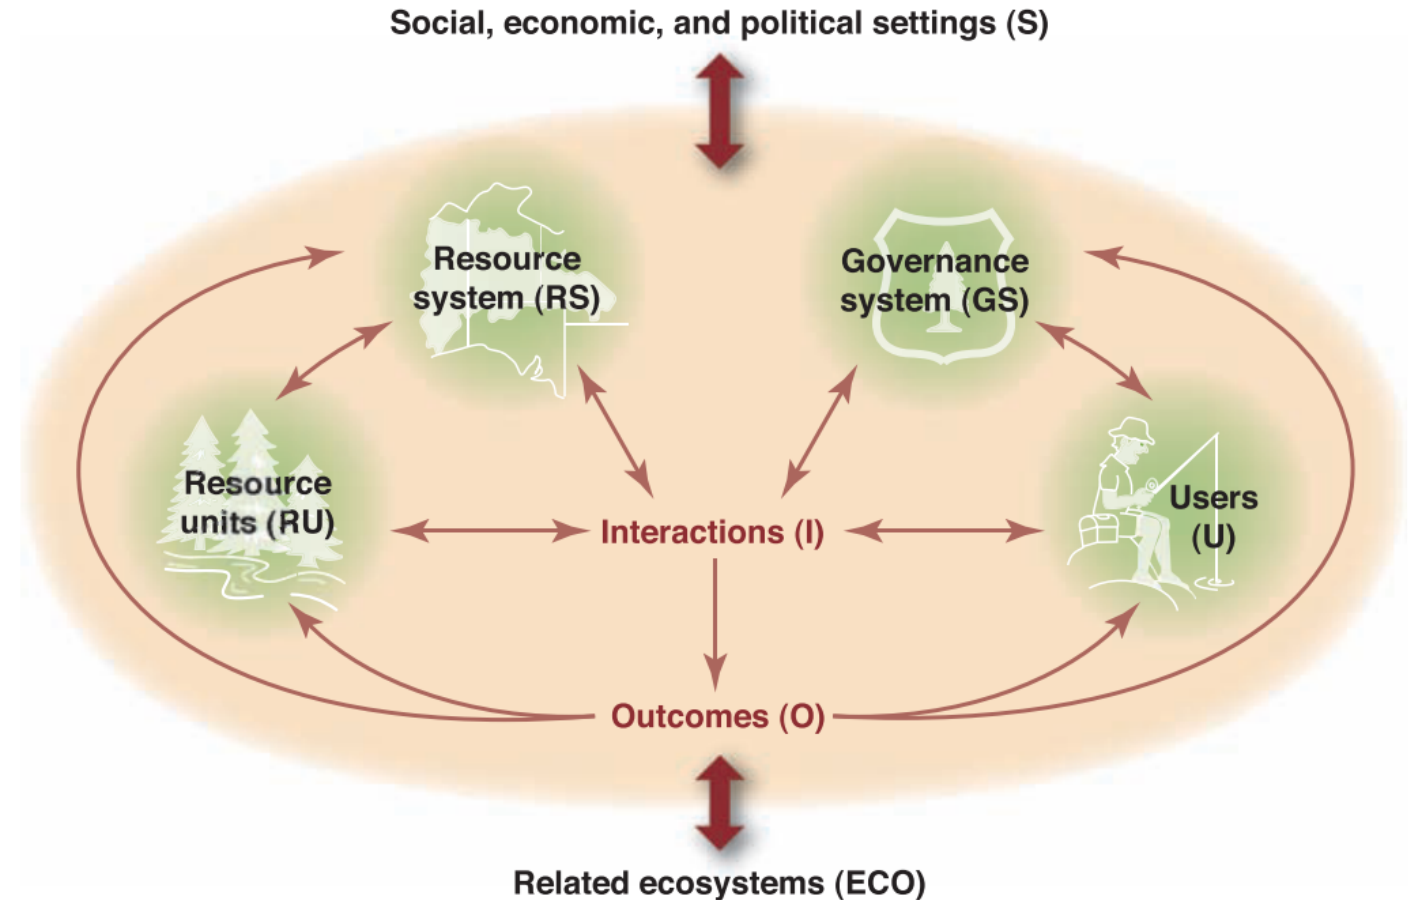 Social, economic, and political settings (S)
Resource
system (RS)
Governance
system (GS)
Resource
units (RU)
Interactions (I)
Users
(U)
Outcomes (O)
Related ecosystems (ECO)